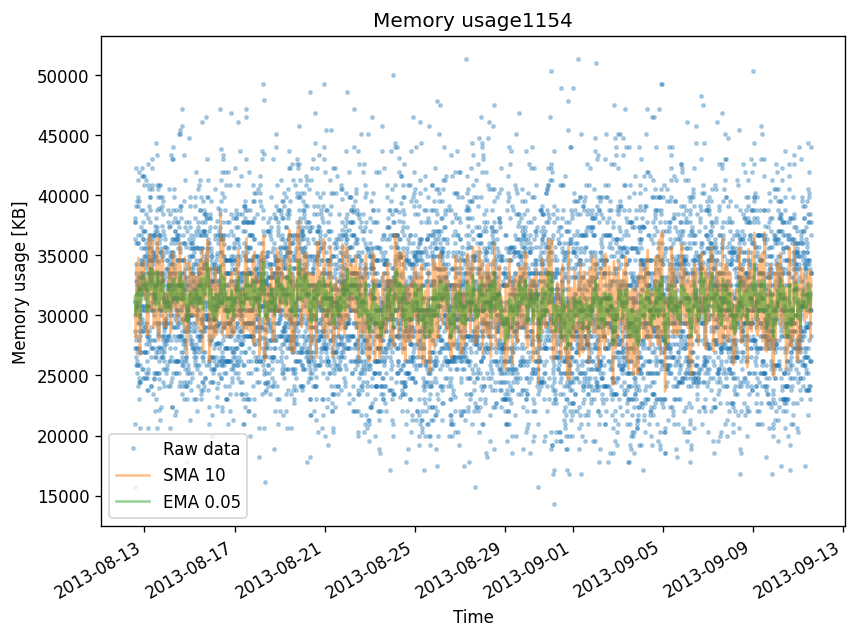 Memory usage1154
Memory usage [KB]
50000
45000
40000
35000
30000
25000
20000
15000
Raw data
SMA 10
EMA 0.05
2013-08-13
2013-08-17
2013-08-21
2013-08-25
2013-08-29
2013-09-01
2013-09-05
2013-09-09
2013-09-13
Time